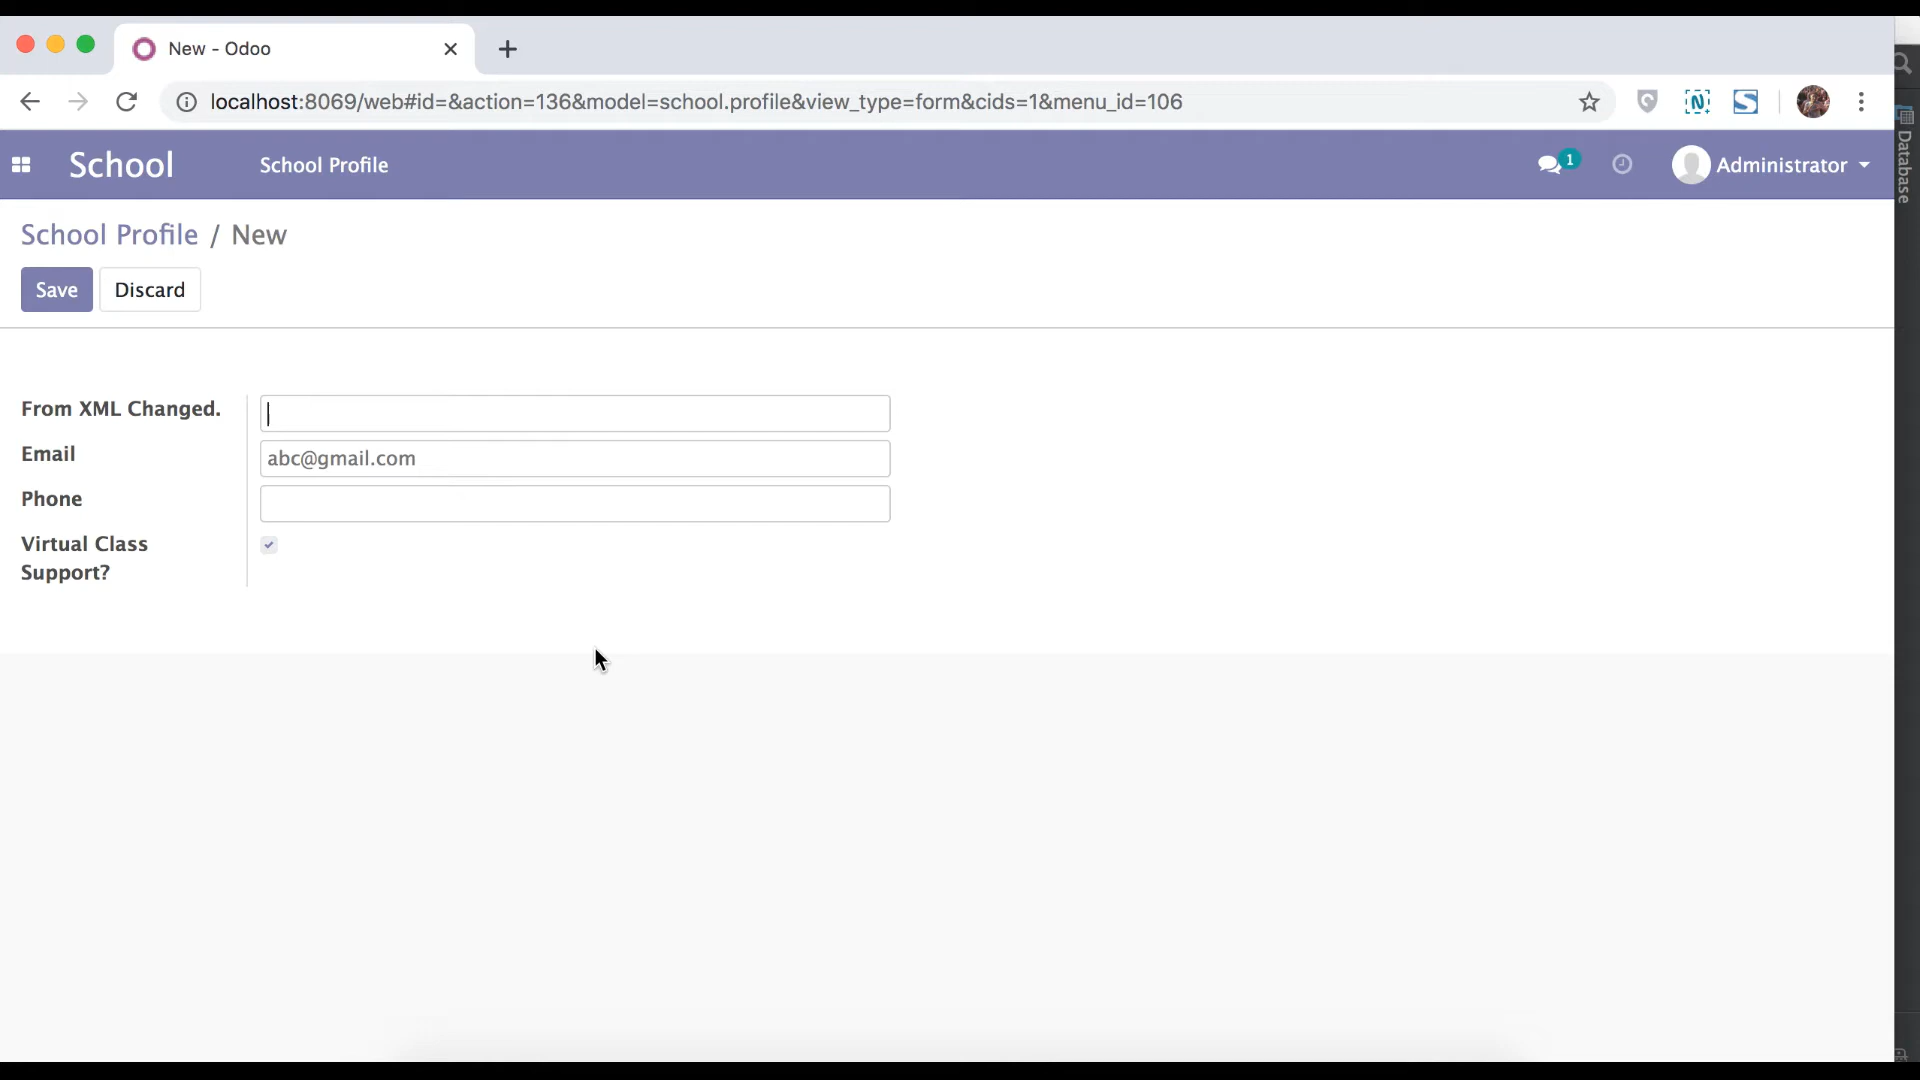 New - Odoo
localhost:8069/web#id=&action=136&model=school.profile&view_type=form&cids=1&menu_id=106
School
School Profile
1
Administrator
Database
School Profile / New
Save
Discard
From XML Changed.
Email
abc@gmail.com
Phone
Virtual Class
Support?